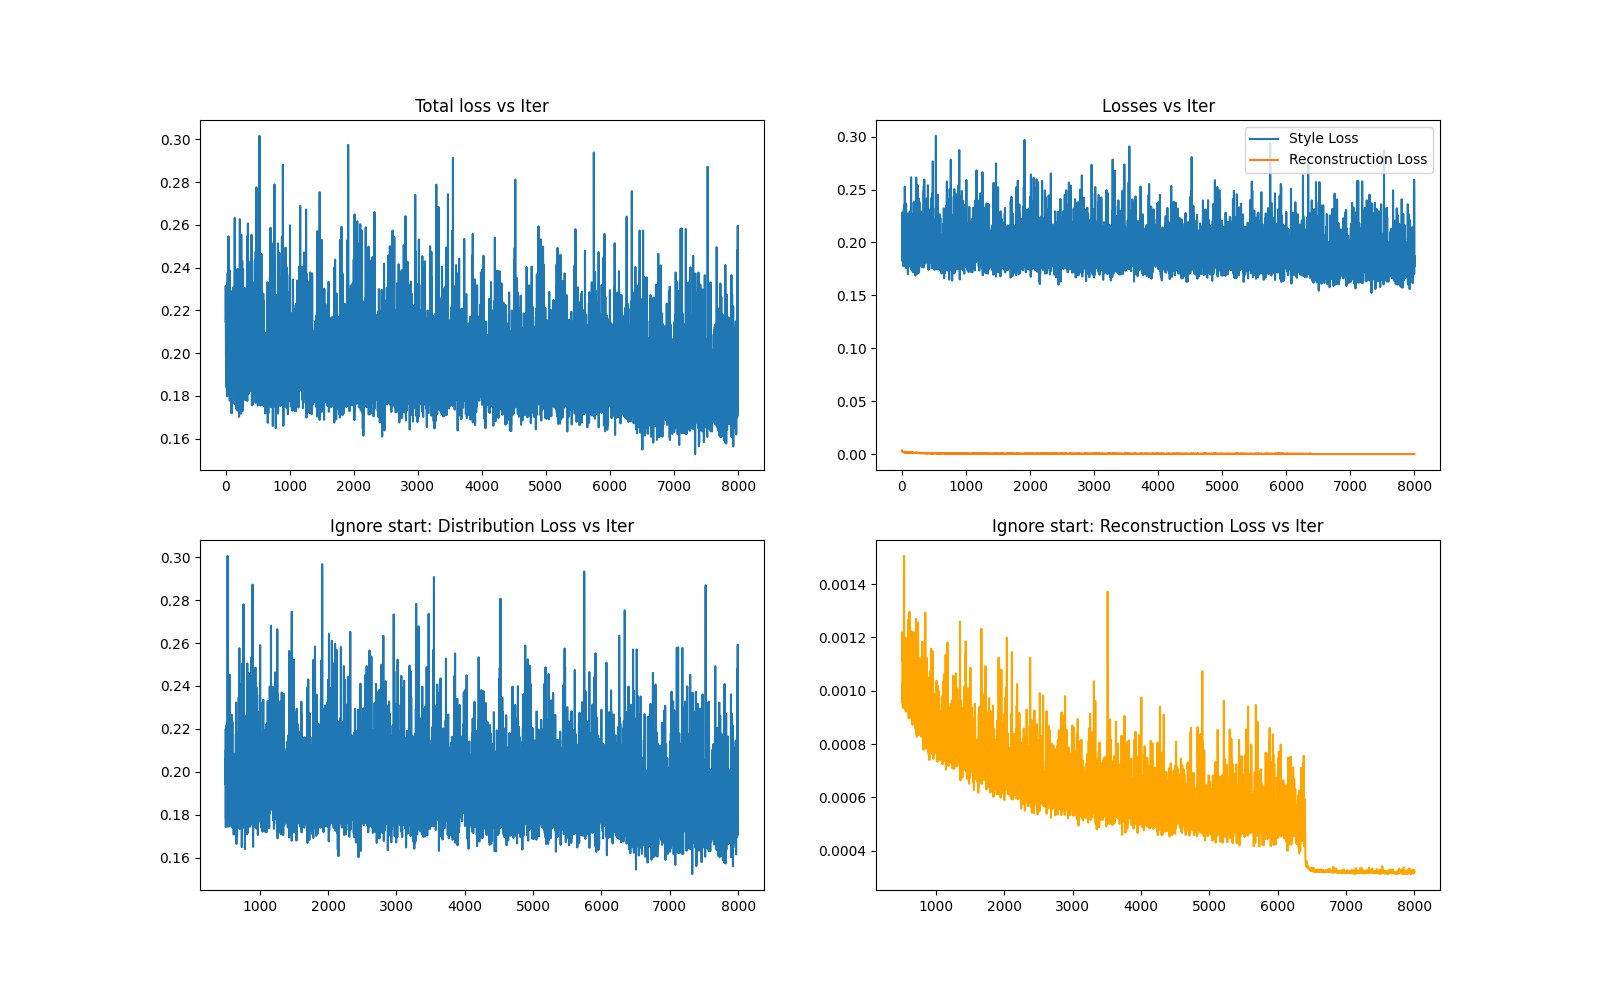 Total loss vs Iter
0.30
0.28
0.26
0.24
0.22
0.20
0.18
0.16
0 1000 2000 3000 4000 5000 6000 7000 8000
Losses vs Iter
Style Loss
Reconstruction Loss
0.30
0.25
0.20
0.15
0.10
0.05
0.00
0 1000 2000 3000 4000 5000 6000 7000 8000
Ignore start: Distribution Loss vs Iter
0.30
0.28
0.26
0.24
0.22
0.20
0.18
0.16
1000 2000 3000 4000 5000 6000 7000 8000
Ignore start: Reconstruction Loss vs Iter
0.0014
0.0012
0.0010
0.0008
0.0006
0.0004
1000 2000 3000 4000 5000 6000 7000 8000